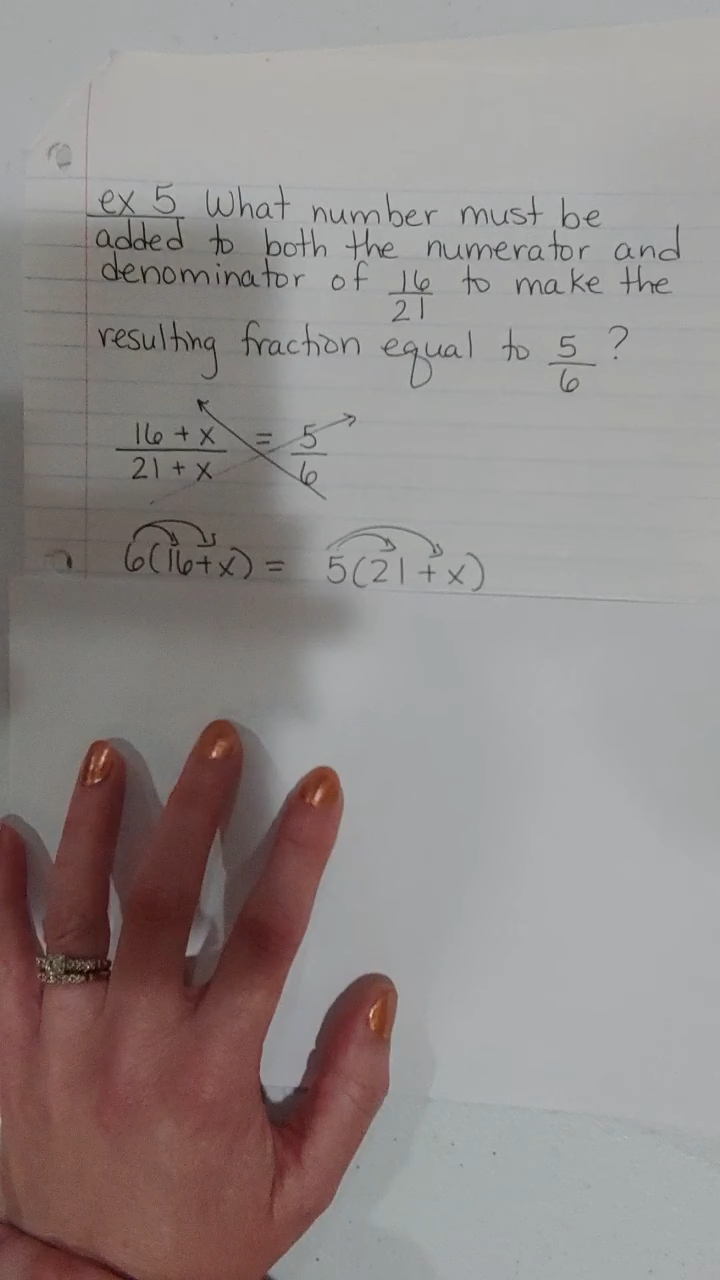 ex 5 What number must be
added to both the numerator and
denominator of 16/21 to make the
resulting fraction equal to 5/6 ?
16 + x / 21 + x = 5/6
6(16+x) = 5(21 + x)